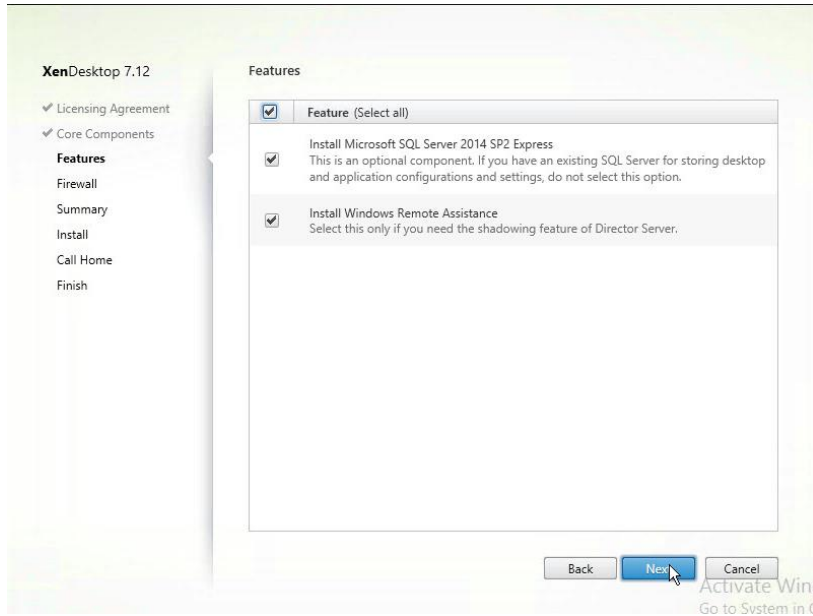 XenDesktop 7.12
Licensing Agreement
Core Components
Features
Firewall
Summary
Install
Call Home
Finish
Features
Feature (Select all)
Install Microsoft SQL Server 2014 SP2 Express
This is an optional component. If you have an existing SQL Server for storing desktop
and application configurations and settings, do not select this option.
Install Windows Remote Assistance
Select this only if you need the shadowing feature of Director Server.
Back
Next
Cancel
Activate Win
Go to System in